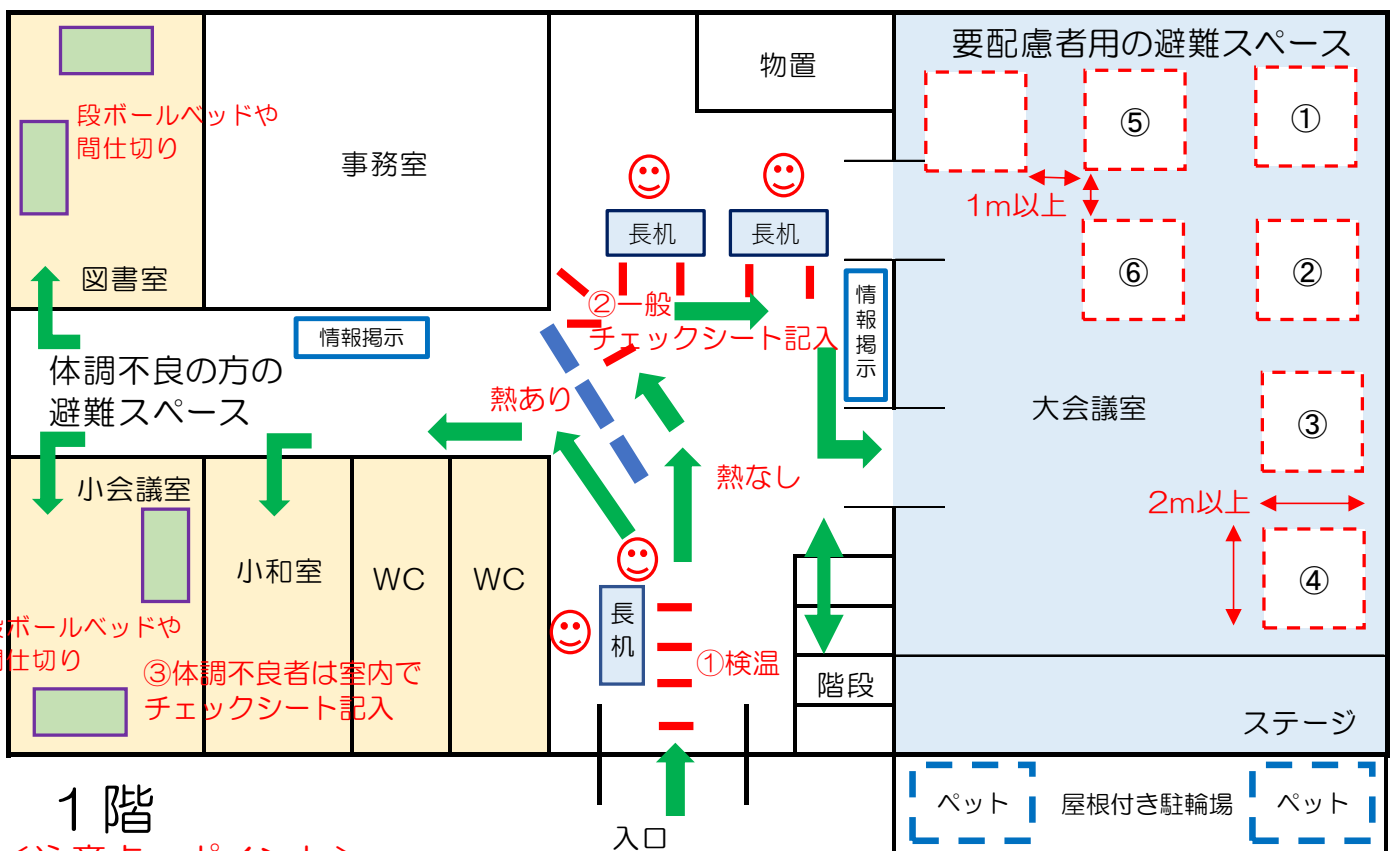 要配慮者用の避難スペース
物置
段ボールベッドや
間仕切り
事務室
⑤
①
1m以上
長机
長机
図書室
⑥
②
情報掲示
②一般
チェックシート記入
情報掲示
体調不良の方の
避難スペース
熱あり
大会議室
③
熱なし
小会議室
2m以上
小和室
WC
WC
④
長机
ボールベッドや
仕切り
①検温
③体調不良者は室内で
チェックシート記入
階段
ステージ
1階
ペット
屋根付き駐輪場
ペット
入口